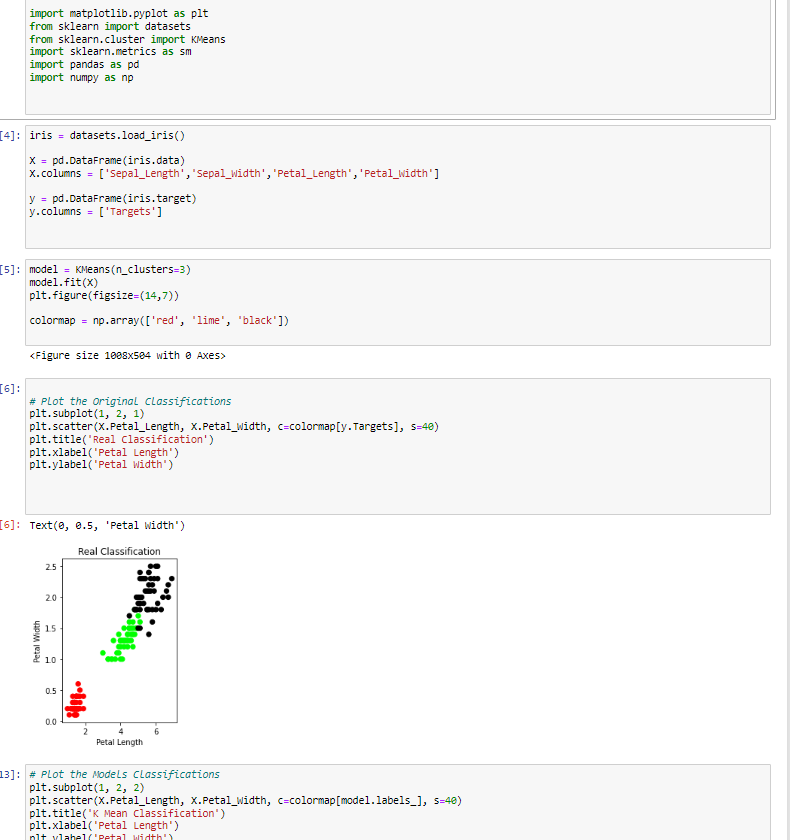 import matplotlib.pyplot as plt
from sklearn import datasets
from sklearn.cluster import KMeans
import sklearn.metrics as sm
import pandas as pd
import numpy as np
[4]: iris = datasets.load_iris()
X = pd.DataFrame(iris.data)
X.columns = ['Sepal_Length','Sepal_Width','Petal_Length','Petal_Width']
y = pd.DataFrame(iris.target)
y.columns = ['Targets']
[5]: model = KMeans(n_clusters=3)
model.fit(X)
plt.figure(figsize=(14,7))
colormap = np.array(['red', 'lime', 'black'])
<Figure size 1008x504 with 0 Axes>
[6]:
# Plot the Original Classifications
plt.subplot(1, 2, 1)
plt.scatter(X.Petal_Length, X.Petal_Width, c=colormap[y.Targets], s=40)
plt.title('Real Classification')
plt.xlabel('Petal Length')
plt.ylabel('Petal Width')
[6]: Text(0, 0.5, 'Petal Width')
Real Classification
2.5
2.0
1.5
1.0
0.5
0.0
Petal Width
2 4 6
Petal Length
13]: # Plot the Models Classifications
plt.subplot(1, 2, 2)
plt.scatter(X.Petal_Length, X.Petal_Width, c=colormap[model.labels_], s=40)
plt.title('K Mean Classification')
plt.xlabel('Petal Length')
plt.ylabel('Petal Width')